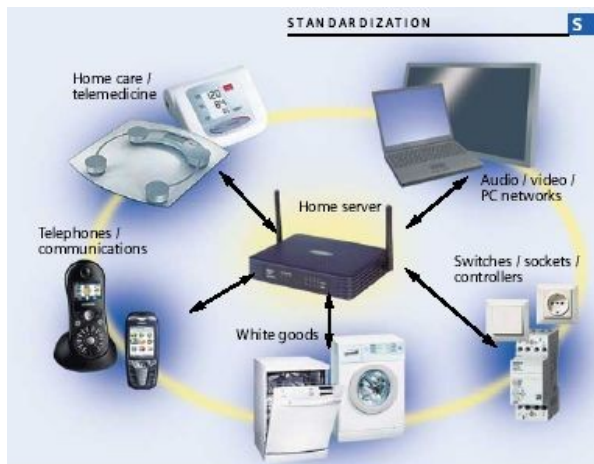 STANDARDIZATION S
Home care /
telemedicine
Audio / video /
PC networks
Home server
Telephones /
communications
Switches / sockets /
controllers
White goods